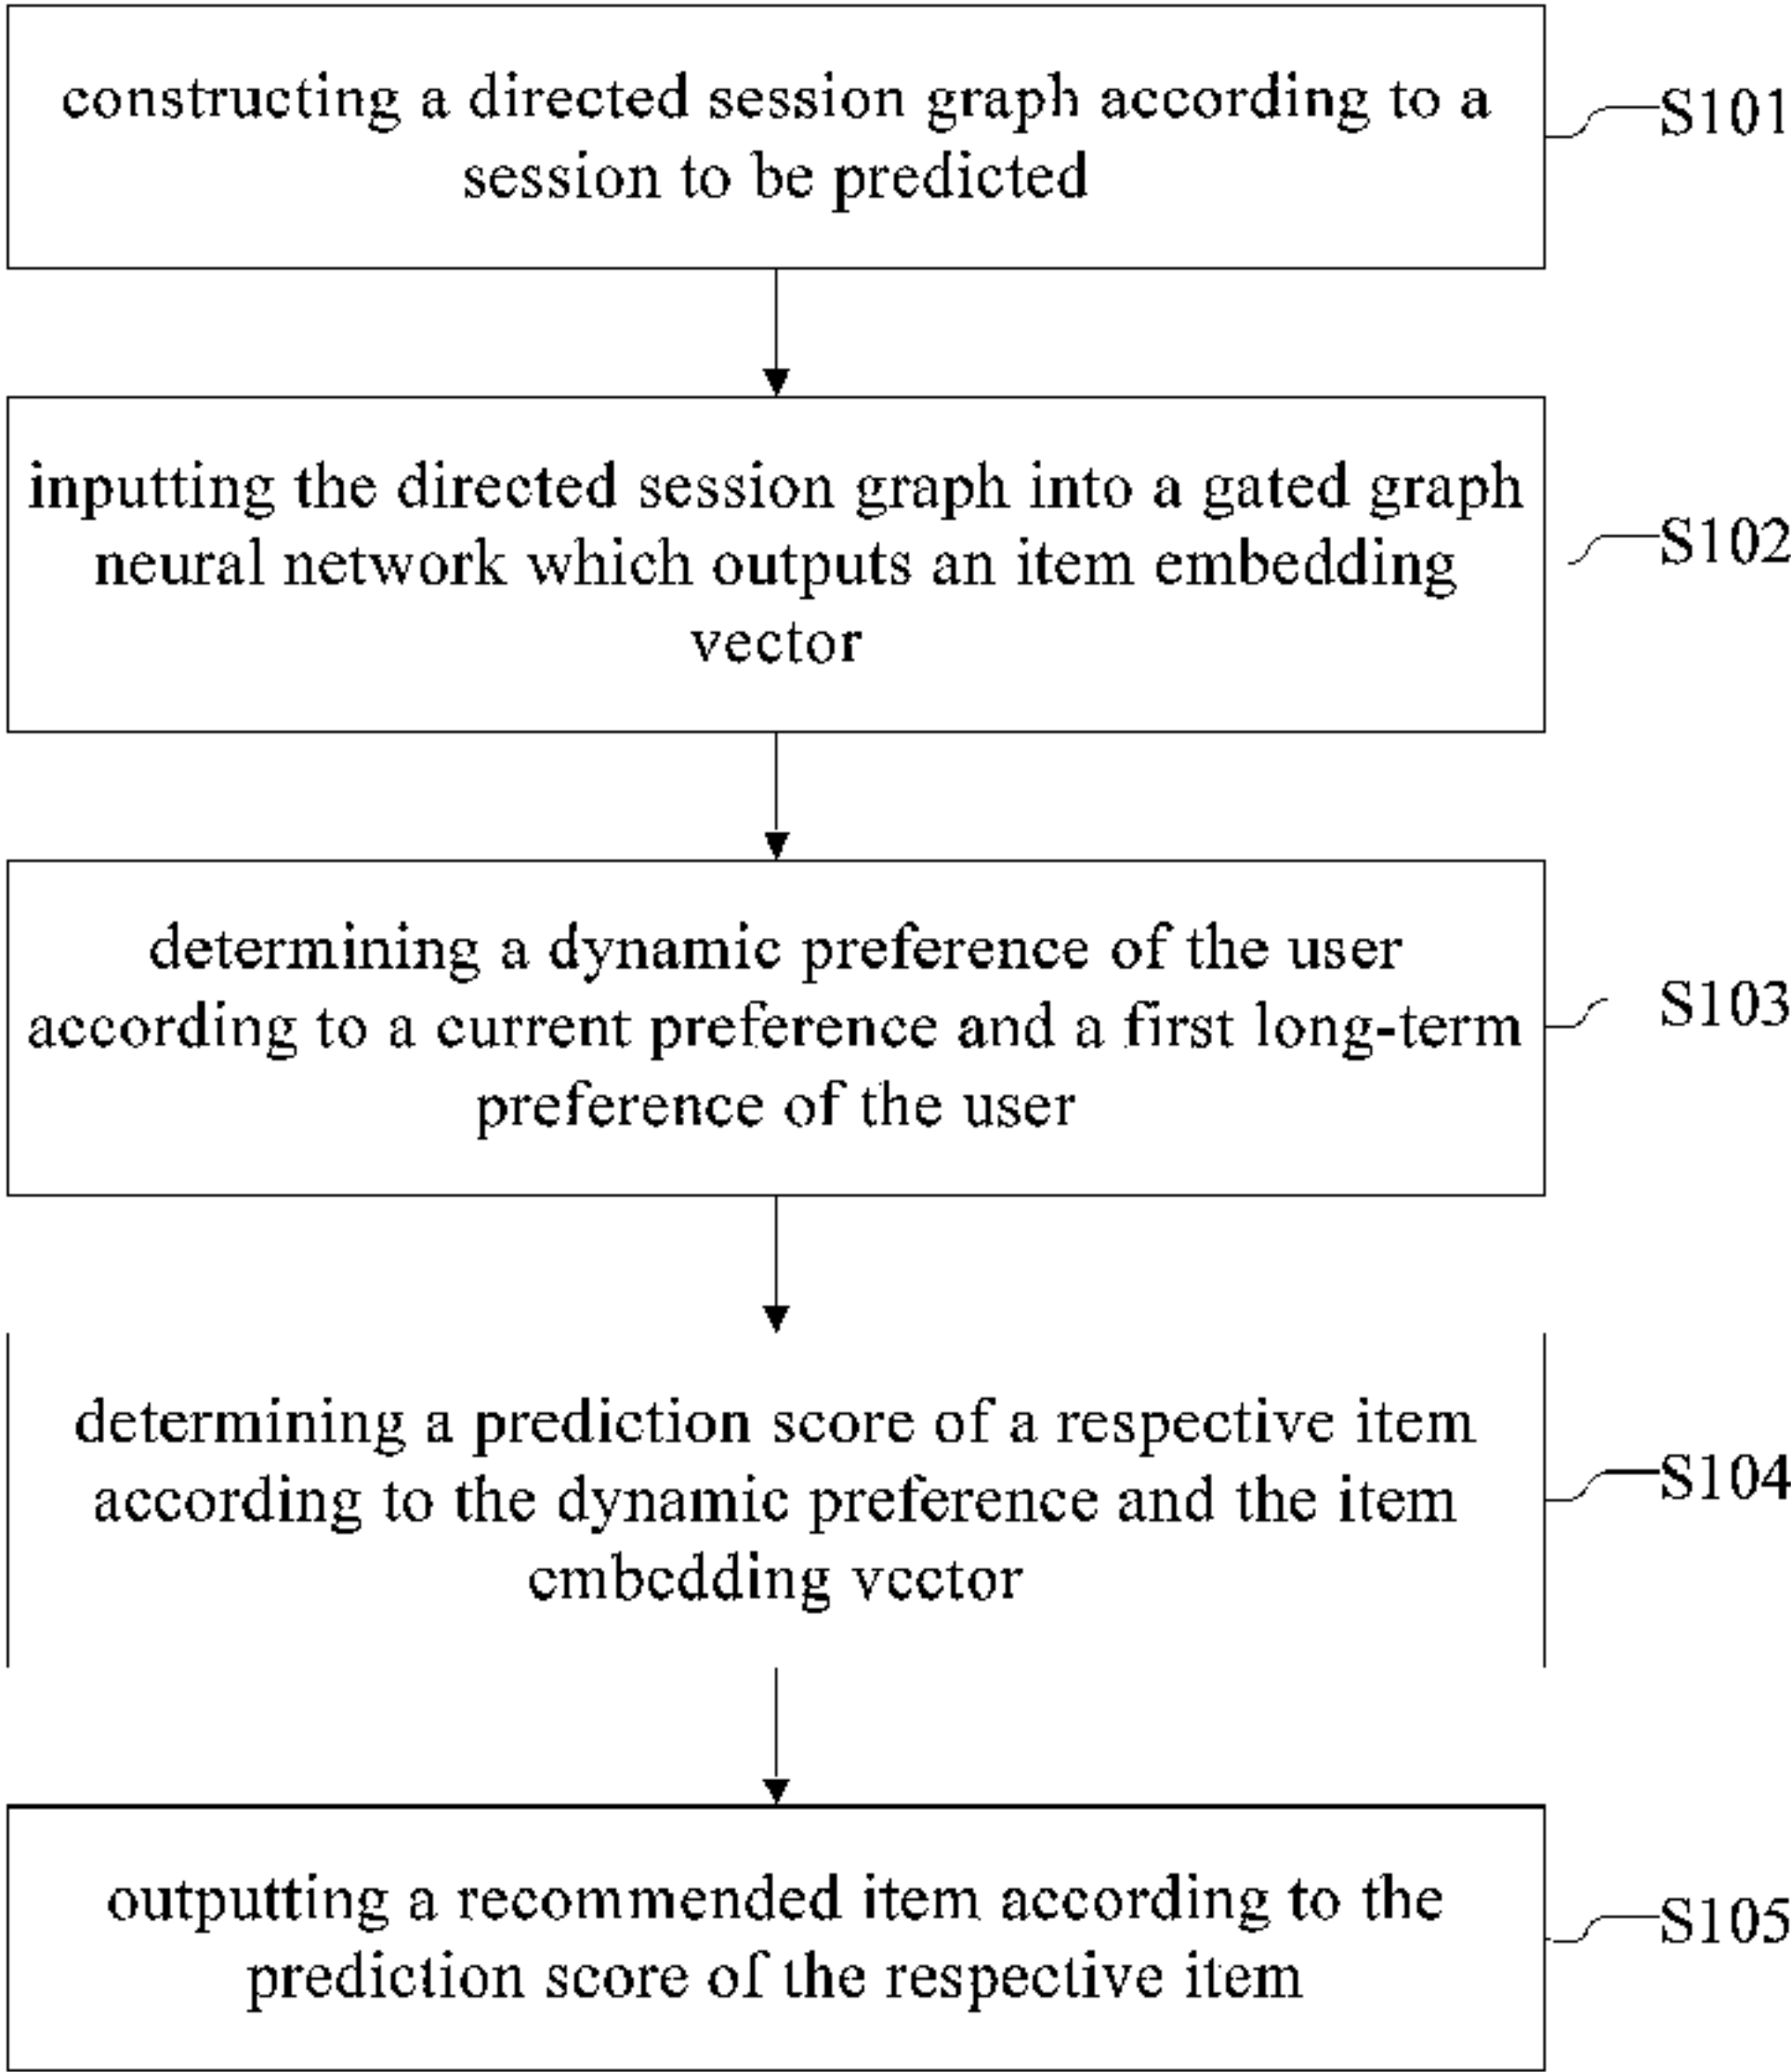 constructing a directed session graph according to a
session to be predicted
S101
inputting the directed session graph into a gated graph
neural network which outputs an item embedding
vector
S102
determining a dynamic preference of the user
according to a current preference and a first long-term
preference of the user
S103
determining a prediction score of a respective item
according to the dynamic preference and the item
embedding vector
S104
outputting a recommended item according to the
prediction score of the respective item
S105